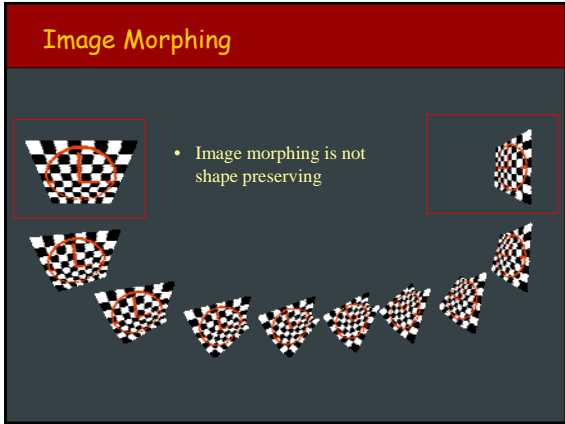 Image Morphing
• Image morphing is not
shape preserving